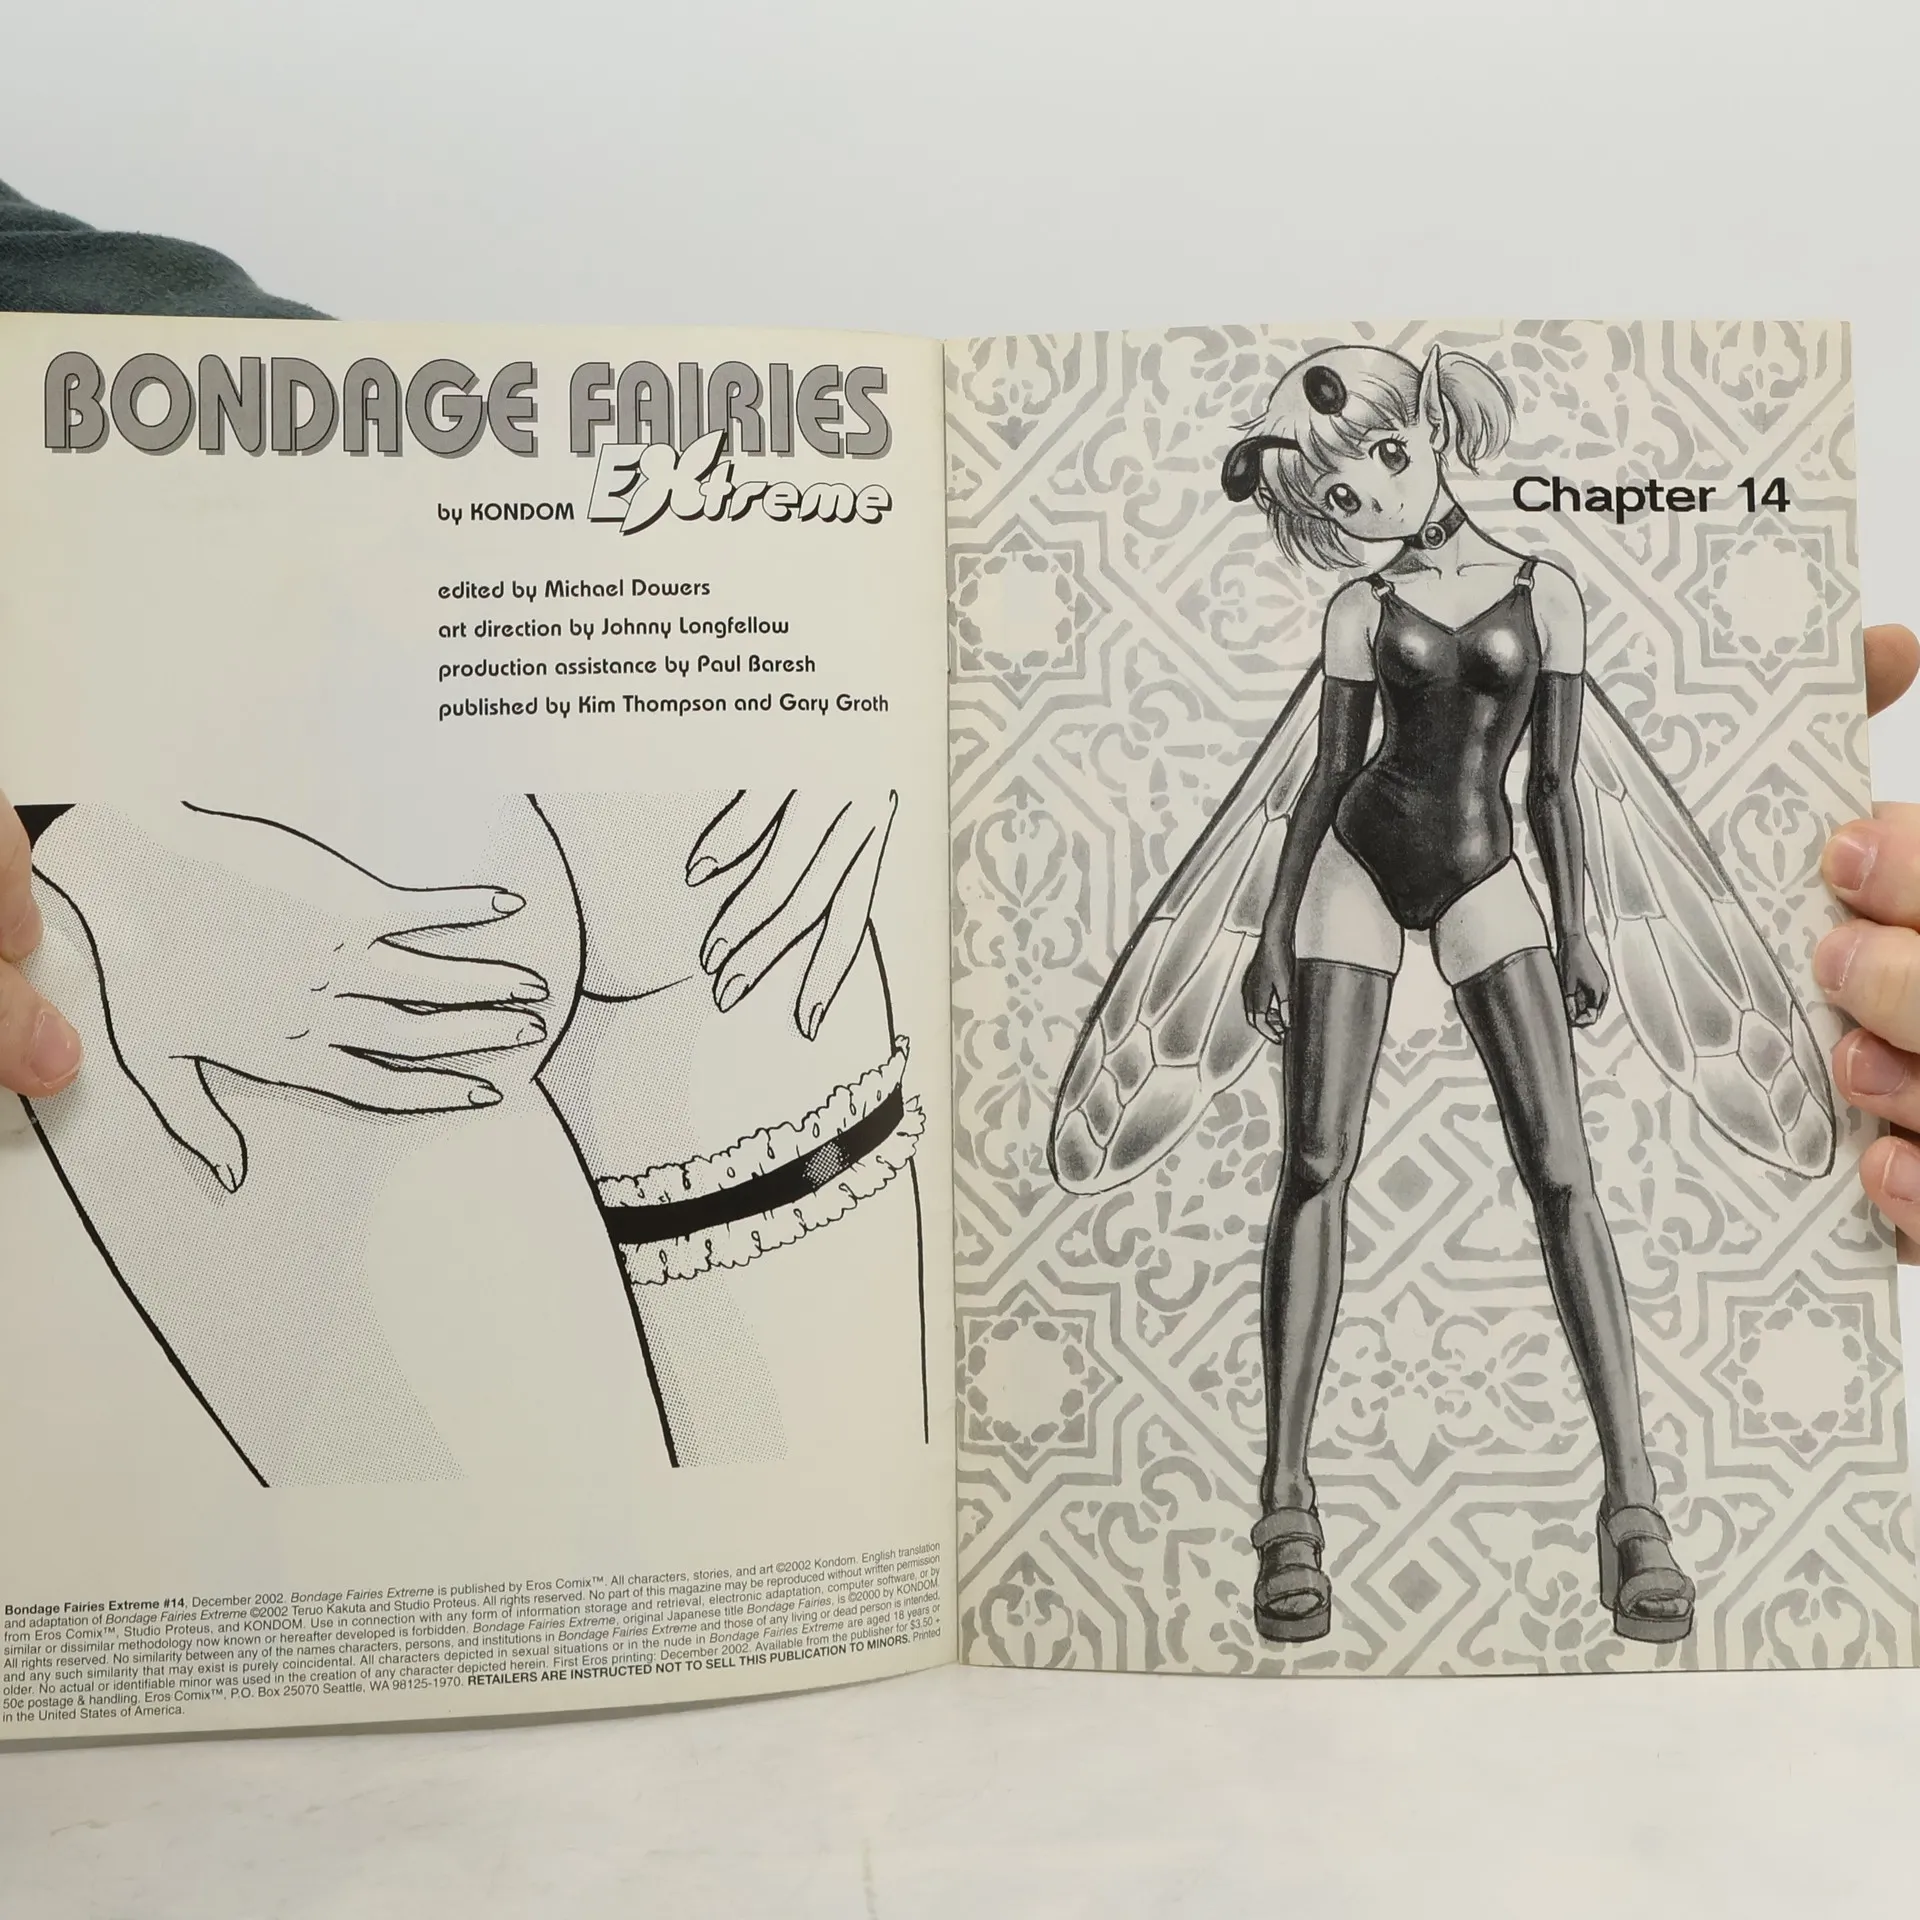 BONDAGE FAIRIES
EXtreme
by KONDOM
edited by Michael Dowers
art direction by Johnny Longfellow
production assistance by Paul Baresh
published by Kim Thompson and Gary Groth
Bondage Fairies Extreme #14, December 2002. Bondage Fairies Extreme is published by Eros Comix™. All characters, stories, and art ©2002 Kondom. English translation
and adaptation of Bondage Fairies Extreme ©2002 Teruo Kakuta and Studio Proteus. All rights reserved. No part of this magazine may be reproduced without written permission
from Eros Comix™, Studio Proteus, and KONDOM. Use in connection with any form of information storage and retrieval, electronic adaptation, computer software, or by
similar or dissimilar methodology now known or hereafter developed is forbidden. Bondage Fairies Extreme, original Japanese title Bondage Fairies, is ©2000 by KONDOM.
All rights reserved. No similarity between any of the names characters, persons, and institutions in Bondage Fairies Extreme and those of any living or dead person is intended,
and any such similarity that may exist is purely coincidental. All characters depicted in sexual situations or in the nude in Bondage Fairies Extreme are aged 18 years or
older. No actual or identifiable minor was used in the creation of any character depicted herein. First Eros printing: December 2002. Available from the publisher for $3.50 +
50¢ postage & handling. Eros Comix™, P.O. Box 25070 Seattle, WA 98125-1970. RETAILERS ARE INSTRUCTED NOT TO SELL THIS PUBLICATION TO MINORS. Printed
in the United States of America.
Chapter 14